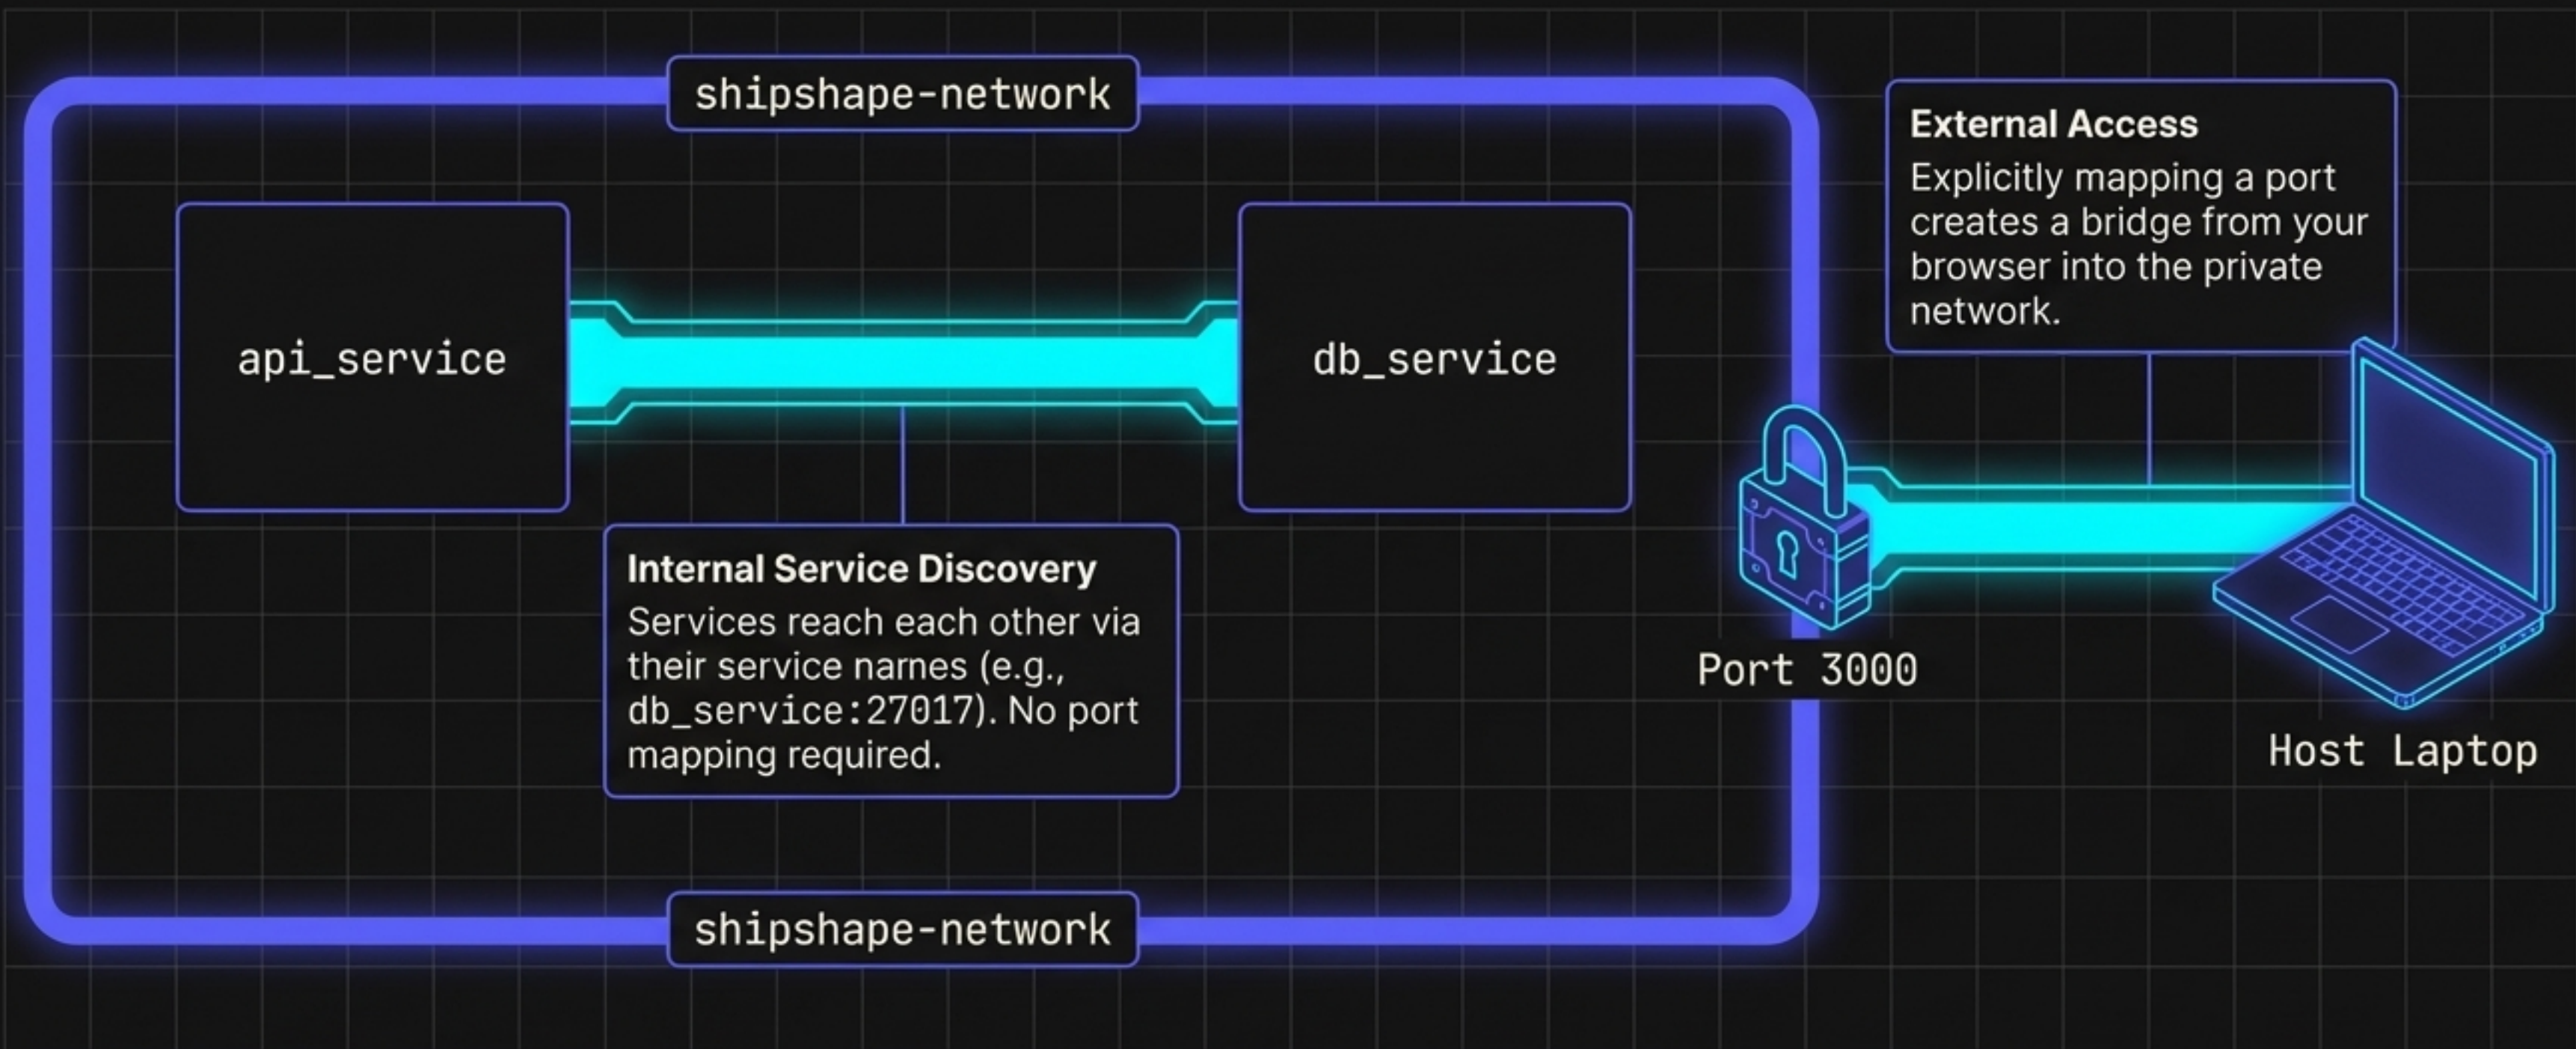 shipshape-network
External Access
Explicitly mapping a port
creates a bridge from your
browser into the private
network.
api_service
db_service
Internal Service Discovery
Services reach each other via
their service narnes (e.g.,
db_service:27017). No port
mapping required.
Port 3000
Host Laptop
shipshape-network